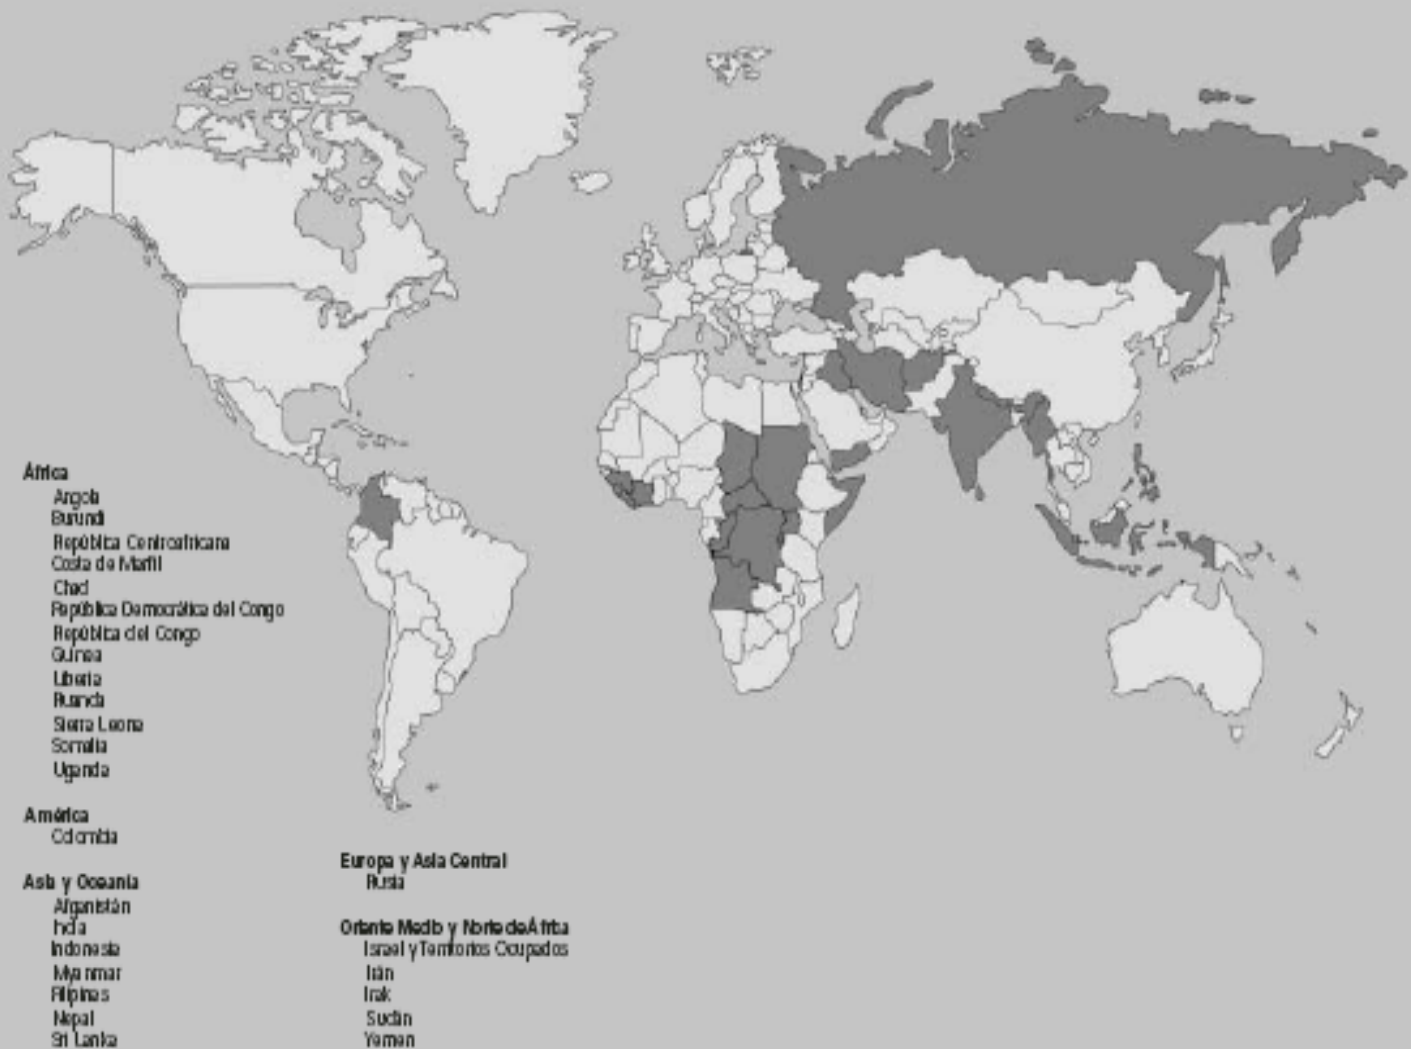 África
Angola
Burundi
República Centroafricana
Costa de Marfil
Chad
República Democrática del Congo
República del Congo
Guinea
Liberia
Ruanda
Sierra Leona
Somalia
Uganda
América
Colombia
Asia y Oceanía
Afganistán
India
Indonesia
Myanmar
Filipinas
Nepal
Sri Lanka
Europa y Asia Central
Rusia
Oriente Medio y Norte de África
Israel y Territorios Ocupados
Irán
Irak
Sudán
Yemen